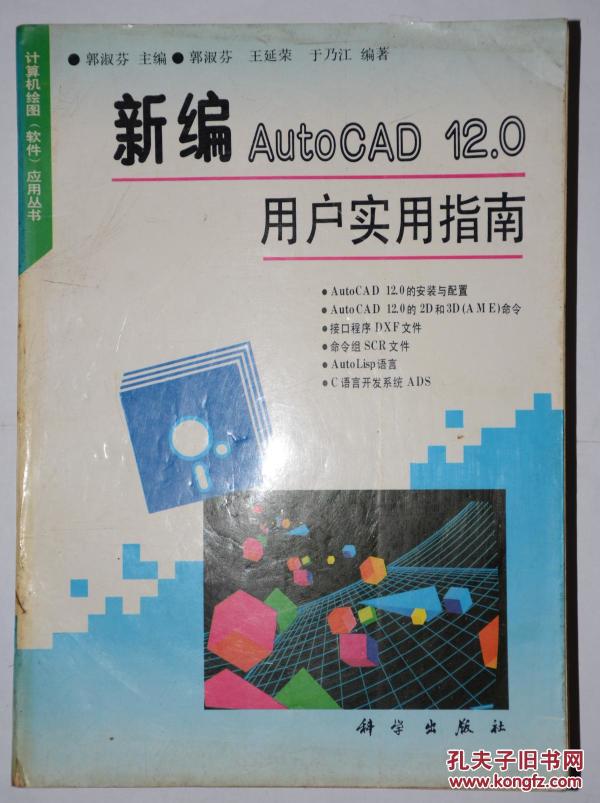 计算机绘图（软件）应用丛书
●郭淑芬 主编●郭淑芬 王延荣 于乃江 编著
新编 AutoCAD 12.0
用户实用指南
●AutoCAD 12.0的安装与配置
●AutoCAD 12.0的2D和3D(AME)命令
●接口程序DXF文件
●命令组SCR文件
●AutoLisp语言
●C语言开发系统ADS
科学出版社
孔夫子旧书网
www.kongfz.com